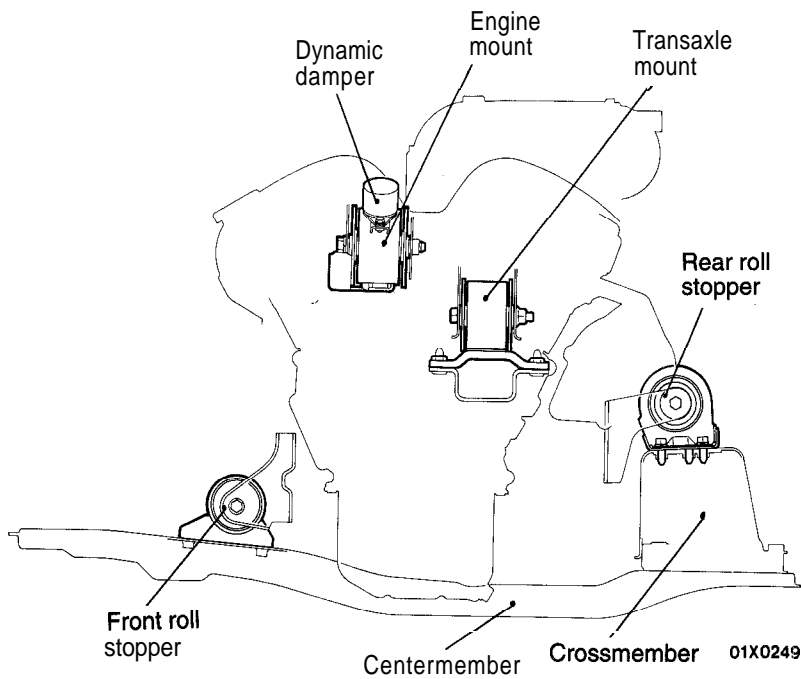 Engine
mount
Dynamic
damper
Transaxle
mount
Rear roll
stopper
Front roll
stopper
Centermember
Crossmember
01X0249